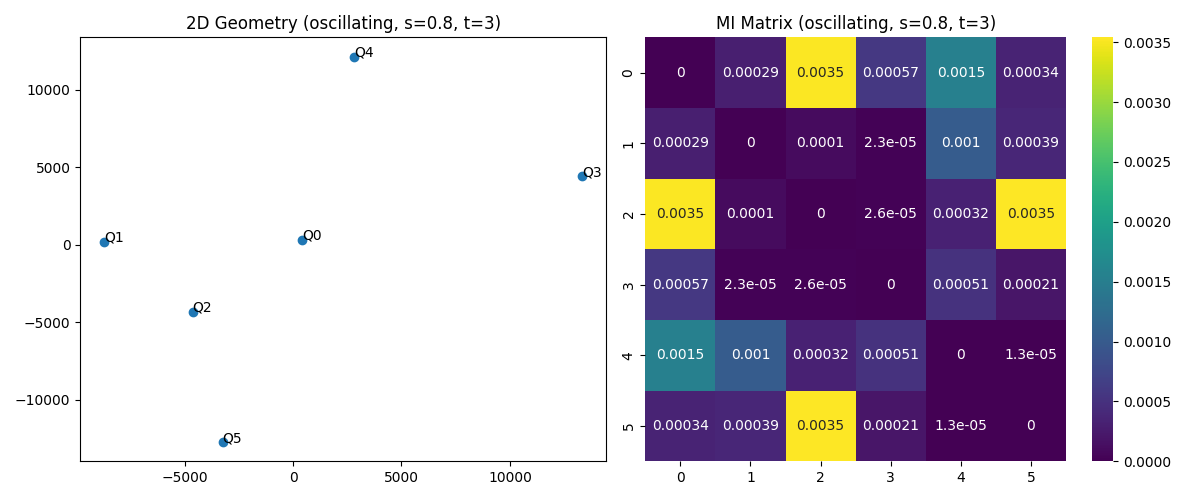 2D Geometry (oscillating, s=0.8, t=3)
10000
5000
0
−5000
−10000
−5000 0 5000 10000
Q4
Q3
Q1
Q0
Q2
Q5
MI Matrix (oscillating, s=0.8, t=3)
0 0 0.00029 0.0035 0.00057 0.0015 0.00034
1 0.00029 0 0.0001 2.3e-05 0.001 0.00039
2 0.0035 0.0001 0 2.6e-05 0.00032 0.0035
3 0.00057 2.3e-05 2.6e-05 0 0.00051 0.00021
4 0.0015 0.001 0.00032 0.00051 0 1.3e-05
5 0.00034 0.00039 0.0035 0.00021 1.3e-05 0
0 1 2 3 4 5
0.0035
0.0030
0.0025
0.0020
0.0015
0.0010
0.0005
0.0000